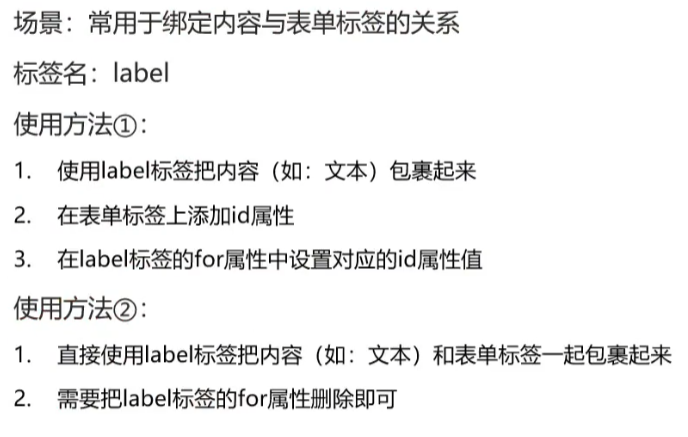 场景：常用于绑定内容与表单标签的关系
标签名：label
使用方法①：
1. 使用label标签把内容（如：文本）包裹起来
2. 在表单标签上添加id属性
3. 在label标签的for属性中设置对应的id属性值
使用方法②：
1. 直接使用label标签把内容（如：文本）和表单标签一起包裹起来
2. 需要把label标签的for属性删除即可